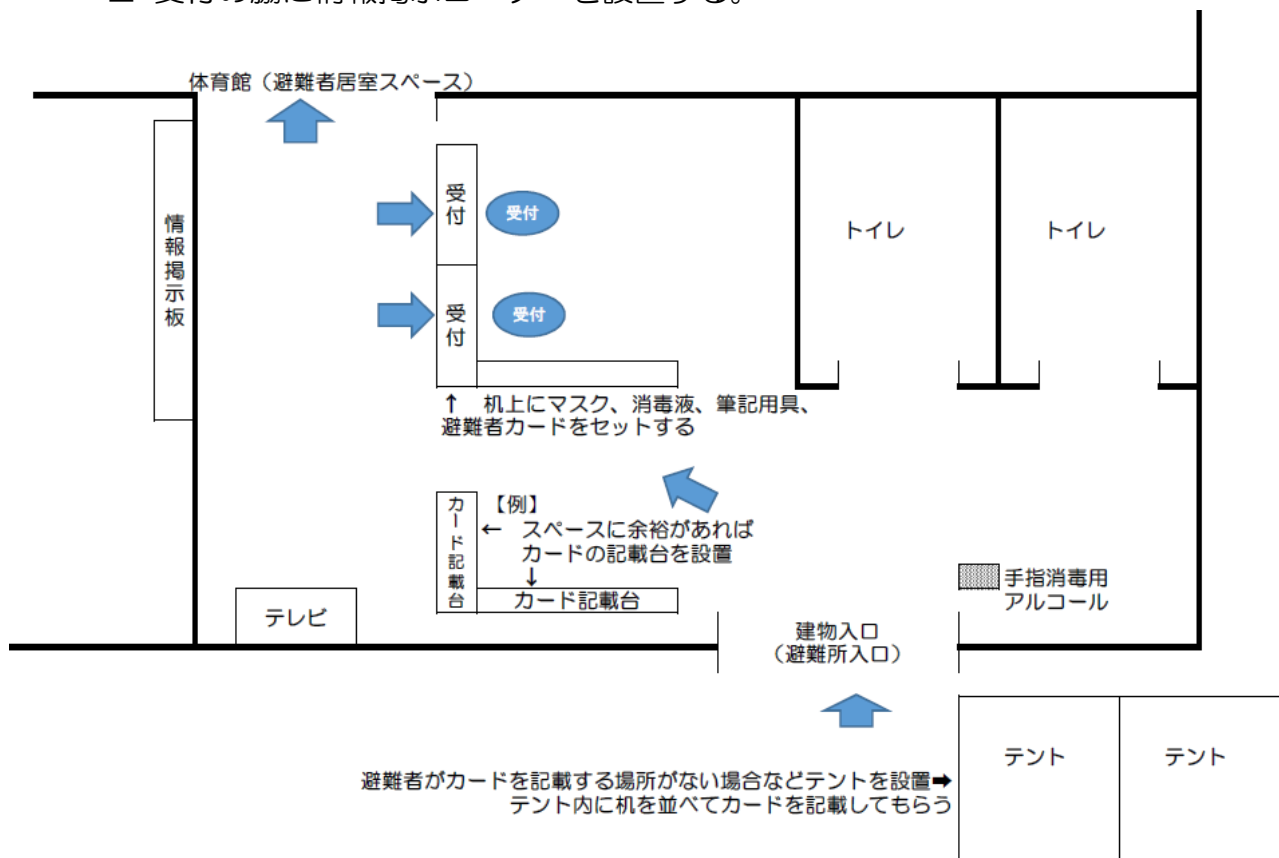 体育館（避難者居室スペース）
情報掲示板
受付
受付
受付
受付
トイレ
トイレ
↑　机上にマスク、消毒液、筆記用具、
避難者カードをセットする
カード記載台
【例】
←　スペースに余裕があれば
カードの記載台を設置
↓
カード記載台
テレビ
手指消毒用
アルコール
建物入口
（避難所入口）
テント
テント
避難者がカードを記載する場所がない場合などテントを設置➡
テント内に机を並べてカードを記載してもらう